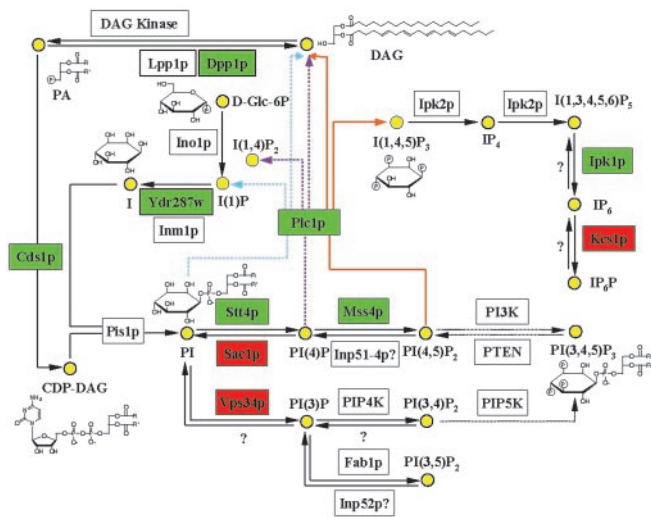 DAG Kinase
Lpp1p
Dpp1p
DAG
PA
D-Glc-6P
Ipk2p
Ipk2p
I(1,3,4,5,6)P5
I(1,4,5)P3
IP4
Ino1p
I(1,4)P2
?
Ipk1p
I
Ydr287w
I(1)P
Inm1p
Plc1p
IP6
Cds1p
?
Kcs1p
IP6P
Stt4p
Mss4p
PI3K
Pis1p
PI
Sac1p
PI(4)P
Inp51-4p?
PI(4,5)P2
PTEN
PI(3,4,5)P3
CDP-DAG
Vps34p
PI(3)P
PIP4K
PI(3,4)P2
PIP5K
?
?
Fab1p
PI(3,5)P2
Inp52p?